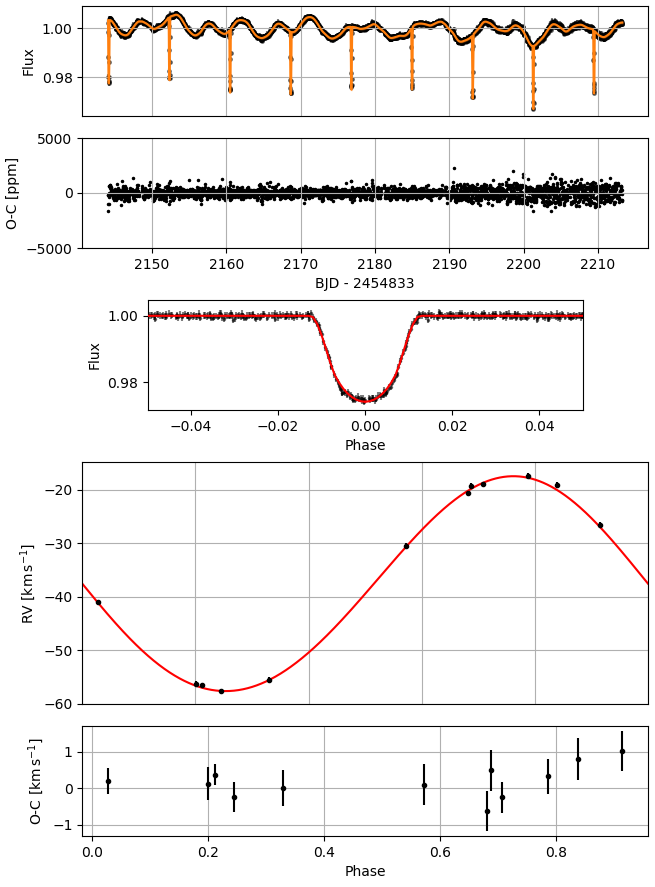 1.00
0.98
Flux
5000
0
−5000
O-C [ppm]
2150 2160 2170 2180 2190 2200 2210
BJD - 2454833
1.00
0.98
Flux
−0.04 −0.02 0.00 0.02 0.04
Phase
−20
−30
−40
−50
−60
RV [km s⁻¹]
1
0
−1
O-C [km s⁻¹]
0.0 0.2 0.4 0.6 0.8
Phase